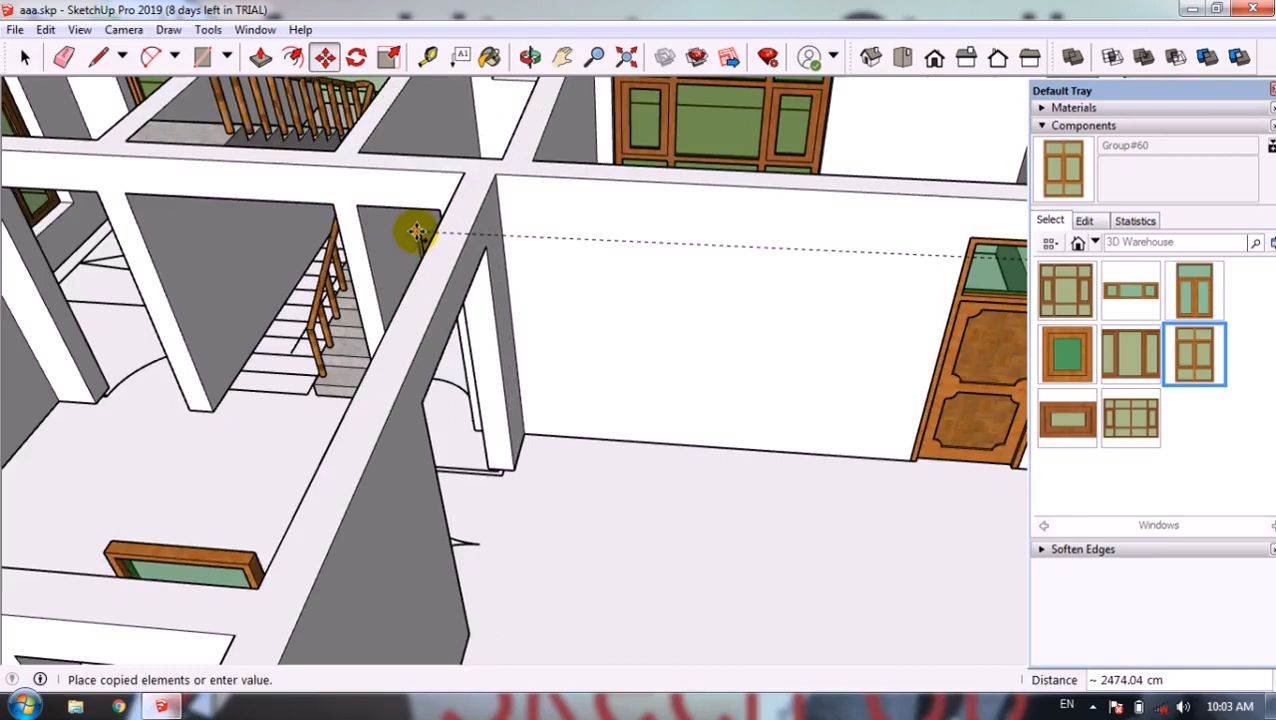 aaa.skp - SketchUp Pro 2019 (8 days left in TRIAL)
File Edit View Camera Draw Tools Window Help
A1
Default Tray
Materials
Components
Group#60
Select Edit Statistics
3D Warehouse
Windows
Soften Edges
Place copied elements or enter value.
Distance ~ 2474.04 cm
EN 10:03 AM